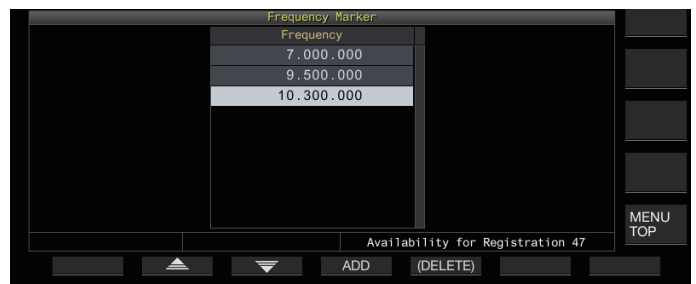 Frequency Marker
Frequency
7.000.000
9.500.000
10.300.000
MENU
TOP
Availability for Registration 47
ADD
(DELETE)